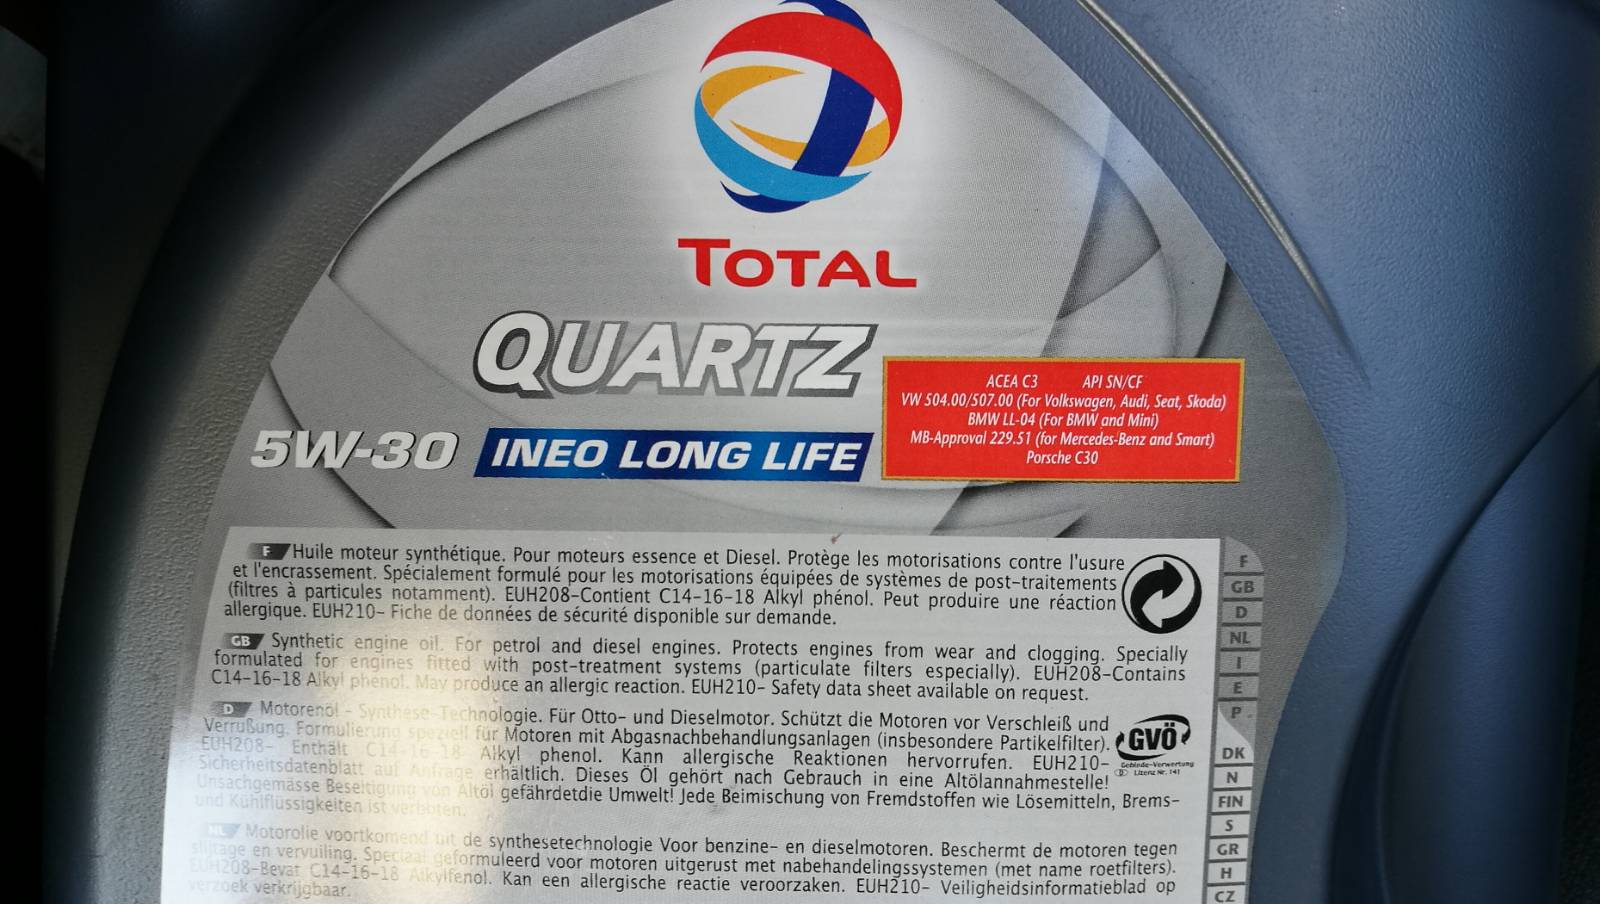 TOTAL
QUARTZ
5W-30 INEO LONG LIFE
ACEA C3 API SN/CF
VW 504.00/507.00 (For Volkswagen, Audi, Seat, Skoda)
BMW LL-04 (For BMW and Mini)
MB-Approval 229.51 (for Mercedes-Benz and Smart)
Porsche C30
F Huile moteur synthétique. Pour moteurs essence et Diesel. Protège les motorisations contre l'usure
et l'encrassement. Spécialement formulé pour les motorisations équipées de systèmes de post-traitements
(filtres à particules notamment). EUH208-Contient C14-16-18 Alkyl phénol. Peut produire une réaction
allergique. EUH210- Fiche de données de sécurité disponible sur demande.
GB Synthetic engine oil. For petrol and diesel engines. Protects engines from wear and clogging. Specially
formulated for engines fitted with post-treatment systems (particulate filters especially). EUH208-Contains
C14-16-18 Alkyl phenol. May produce an allergic reaction. EUH210- Safety data sheet available on request.
D Motorenöl - Synthese-Technologie. Für Otto- und Dieselmotor. Schützt die Motoren vor Verschleiß und
Verrußung. Formulierung speziell für Motoren mit Abgasnachbehandlungsanlagen (insbesondere Partikelfilter).
EUH208- Enthält C14-16-18 Alkyl phenol. Kann allergische Reaktionen hervorrufen. EUH210-
Sicherheitsdatenblatt auf Anfrage erhältlich. Dieses Öl gehört nach Gebrauch in eine Altölannahmestelle!
Unsachgemässe Beseitigung von Altöl gefährdetdie Umwelt! Jede Beimischung von Fremdstoffen wie Lösemitteln, Brems-
und Kühlflüssigkeiten ist verboten.
GVÖ
Gebinde-Verwertung
D Lizenz Nr. 141
NL Motorolie voortkomend uit de synthesetechnologie Voor benzine- en dieselmotoren. Beschermt de motoren tegen
slijtage en vervuiling. Speciaal geformuleerd voor motoren uitgerust met nabehandelingssystemen (met name roetfilters).
EUH208-Bevat C14-16-18 Alkylfenol. Kan een allergische reactie veroorzaken. EUH210- Veiligheidsinformatieblad op
verzoek verkrijgbaar.
F
GB
D
NL
I
E
P
DK
N
FIN
S
GR
H
CZ